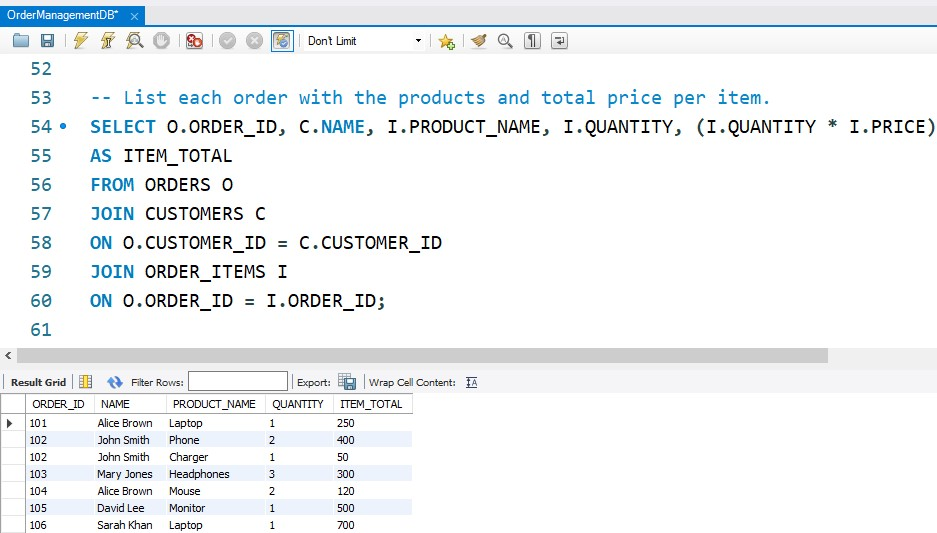 OrderManagementDB* ×
Don't Limit
52
53 -- List each order with the products and total price per item.
54 SELECT O.ORDER_ID, C.NAME, I.PRODUCT_NAME, I.QUANTITY, (I.QUANTITY * I.PRICE)
55 AS ITEM_TOTAL
56 FROM ORDERS O
57 JOIN CUSTOMERS C
58 ON O.CUSTOMER_ID = C.CUSTOMER_ID
59 JOIN ORDER_ITEMS I
60 ON O.ORDER_ID = I.ORDER_ID;
61
Result Grid Filter Rows: Export: Wrap Cell Content: IA
ORDER_ID NAME PRODUCT_NAME QUANTITY ITEM_TOTAL
101 Alice Brown Laptop 1 250
102 John Smith Phone 2 400
102 John Smith Charger 1 50
103 Mary Jones Headphones 3 300
104 Alice Brown Mouse 2 120
105 David Lee Monitor 1 500
106 Sarah Khan Laptop 1 700